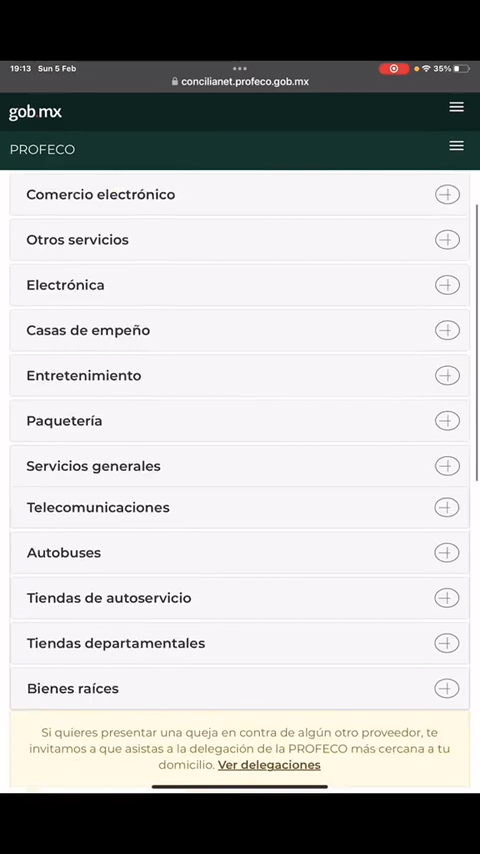 19:13 Sun 5 Feb
35%
concilianet.profeco.gob.mx
gob.mx
PROFECO
Comercio electrónico
Otros servicios
Electrónica
Casas de empeño
Entretenimiento
Paquetería
Servicios generales
Telecomunicaciones
Autobuses
Tiendas de autoservicio
Tiendas departamentales
Bienes raíces
Si quieres presentar una queja en contra de algún otro proveedor, te
invitamos a que asistas a la delegación de la PROFECO más cercana a tu
domicilio. Ver delegaciones